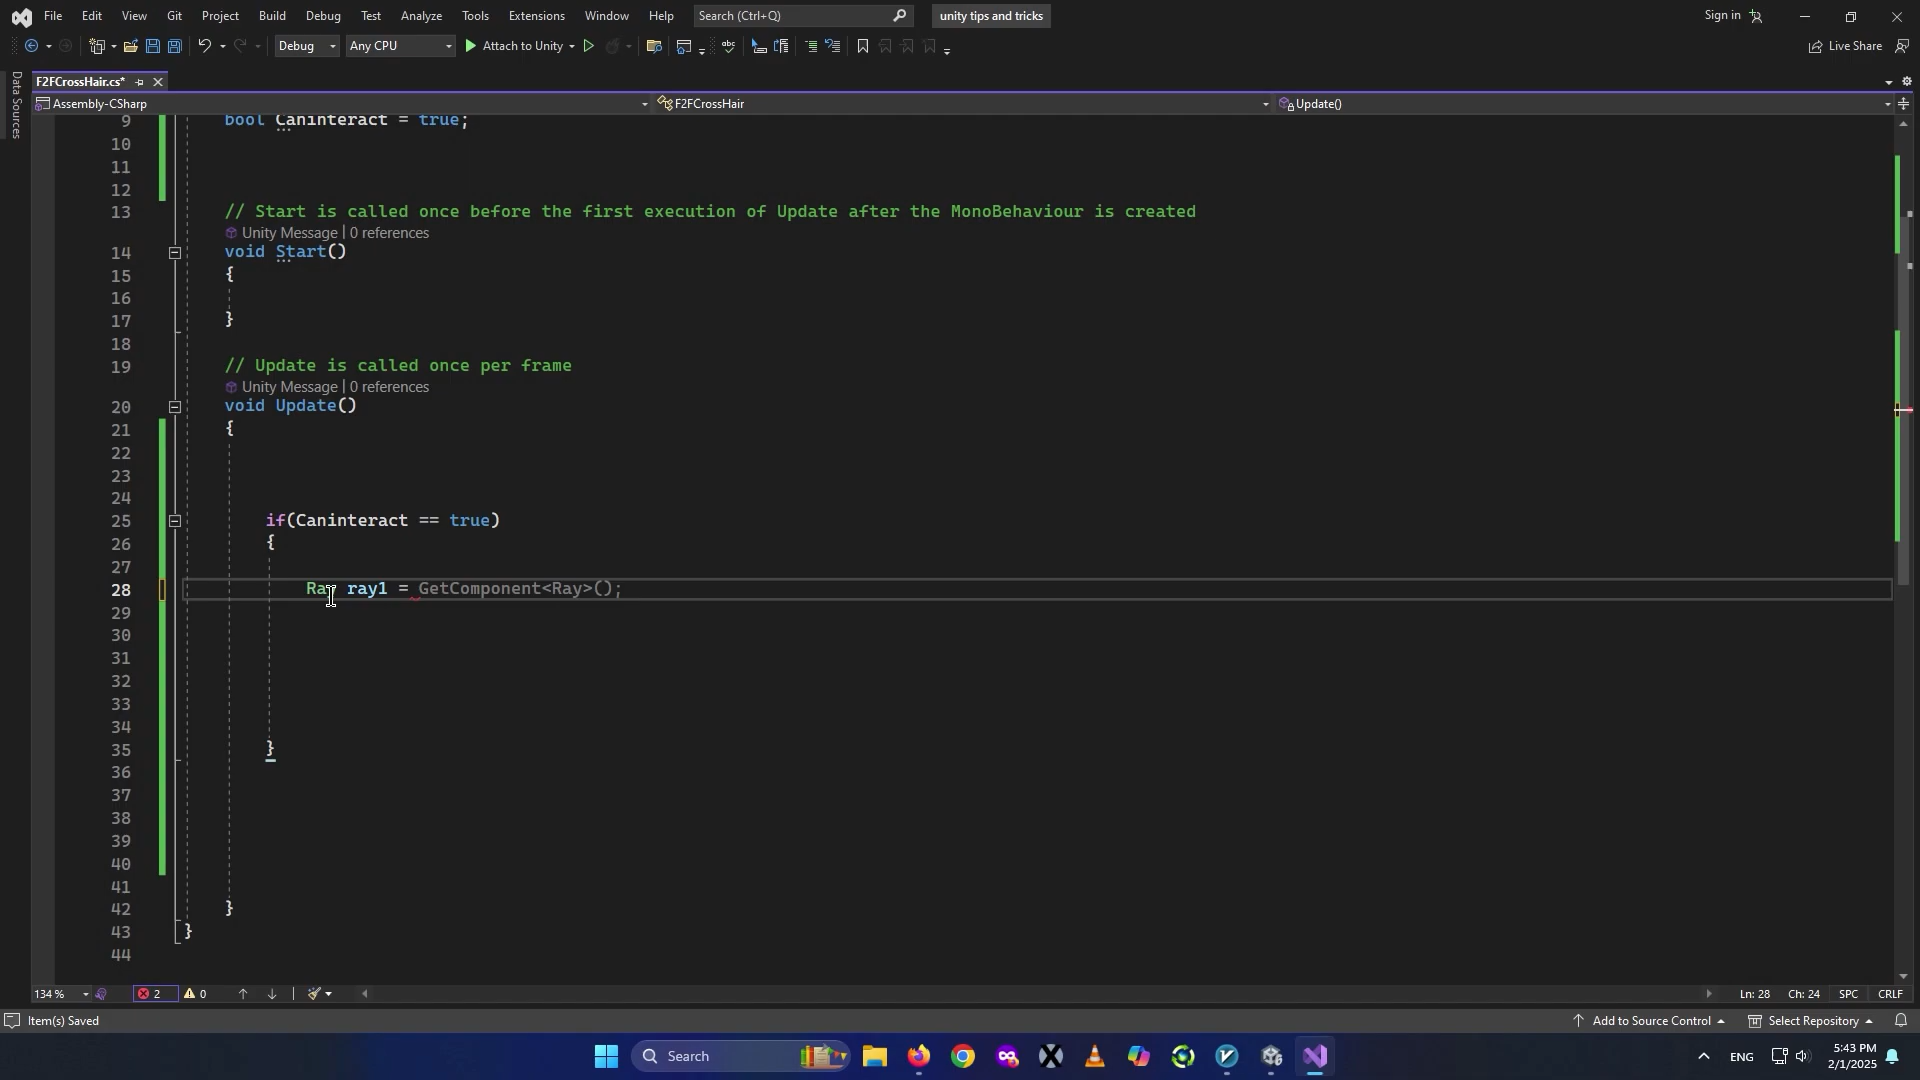 File Edit View Git Project Build Debug Test Analyze Tools Extensions Window Help Search (Ctrl+Q) unity tips and tricks Sign in
Debug Any CPU Attach to Unity Live Share
Data Sources
F2FCrossHair.cs*
Assembly-CSharp F2FCrossHair Update()
9 bool Caninteract = true;
10
11
12
13 // Start is called once before the first execution of Update after the MonoBehaviour is created
Unity Message | 0 references
14 void Start()
15 {
16
17 }
18
19 // Update is called once per frame
Unity Message | 0 references
20 void Update()
21 {
22
23
24
25 if(Caninteract == true)
26 {
27
28 Ray ray1 = GetComponent<Ray>();
29
30
31
32
33
34
35 }
36
37
38
39
40
41
42 }
43 }
44
134 % 2 0 Ln: 28 Ch: 24 SPC CRLF
Item(s) Saved Add to Source Control Select Repository
Search ENG 5:43 PM
2/1/2025